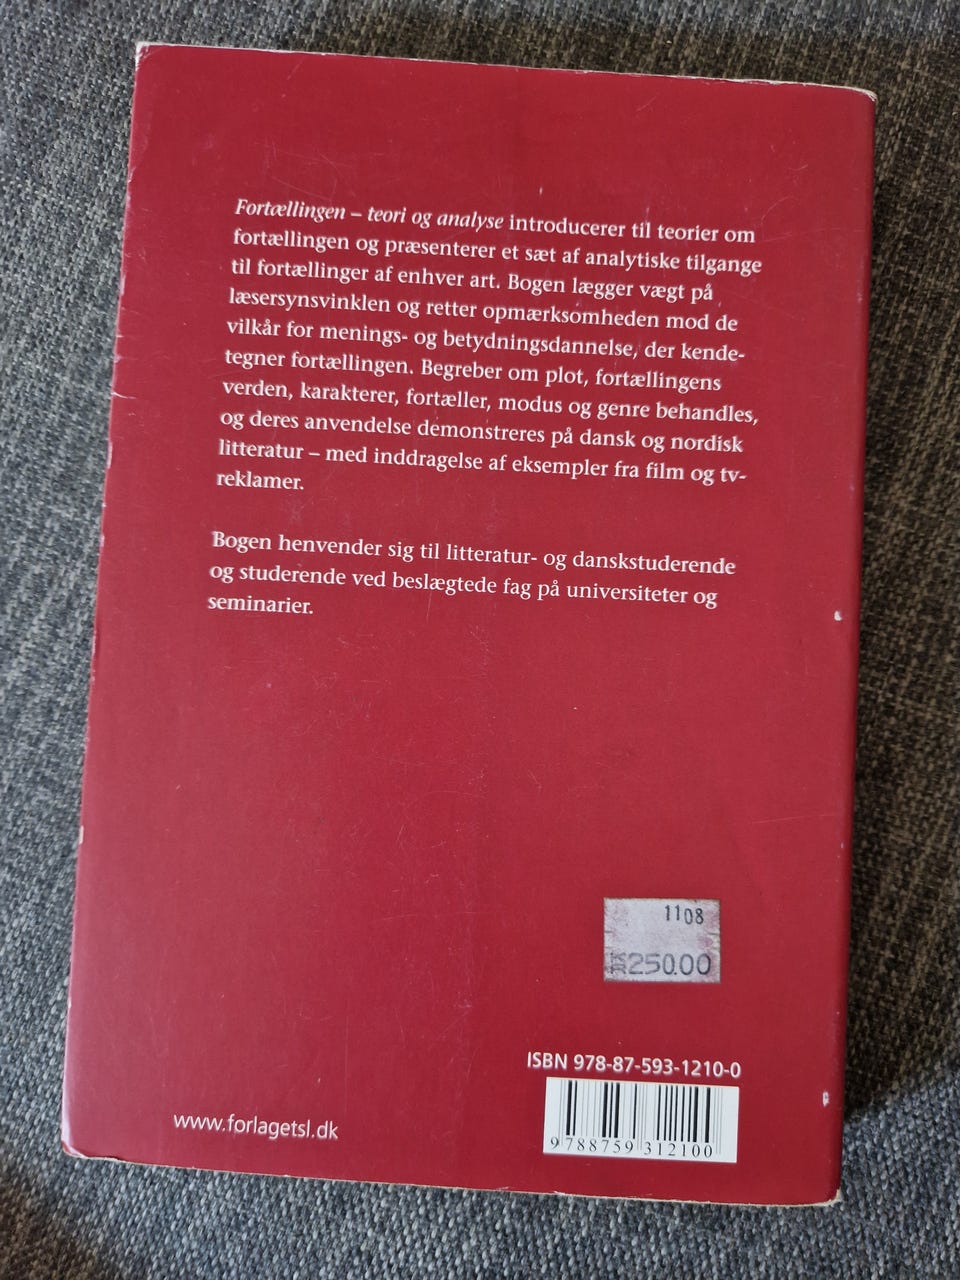 Fortællingen – teori og analyse introducerer til teorier om
fortællingen og præsenterer et sæt af analytiske tilgange
til fortællinger af enhver art. Bogen lægger vægt på
læsersynsvinklen og retter opmærksomheden mod de
vilkår for menings- og betydningsdannelse, der kende-
tegner fortællingen. Begreber om plot, fortællingens
verden, karakterer, fortæller, modus og genre behandles,
og deres anvendelse demonstreres på dansk og nordisk
litteratur – med inddragelse af eksempler fra film og tv-
reklamer.
Bogen henvender sig til litteratur- og danskstuderende
og studerende ved beslægtede fag på universiteter og
seminarier.
1108
250.00
ISBN 978-87-593-1210-0
9 788759 312100
www.forlagetsl.dk